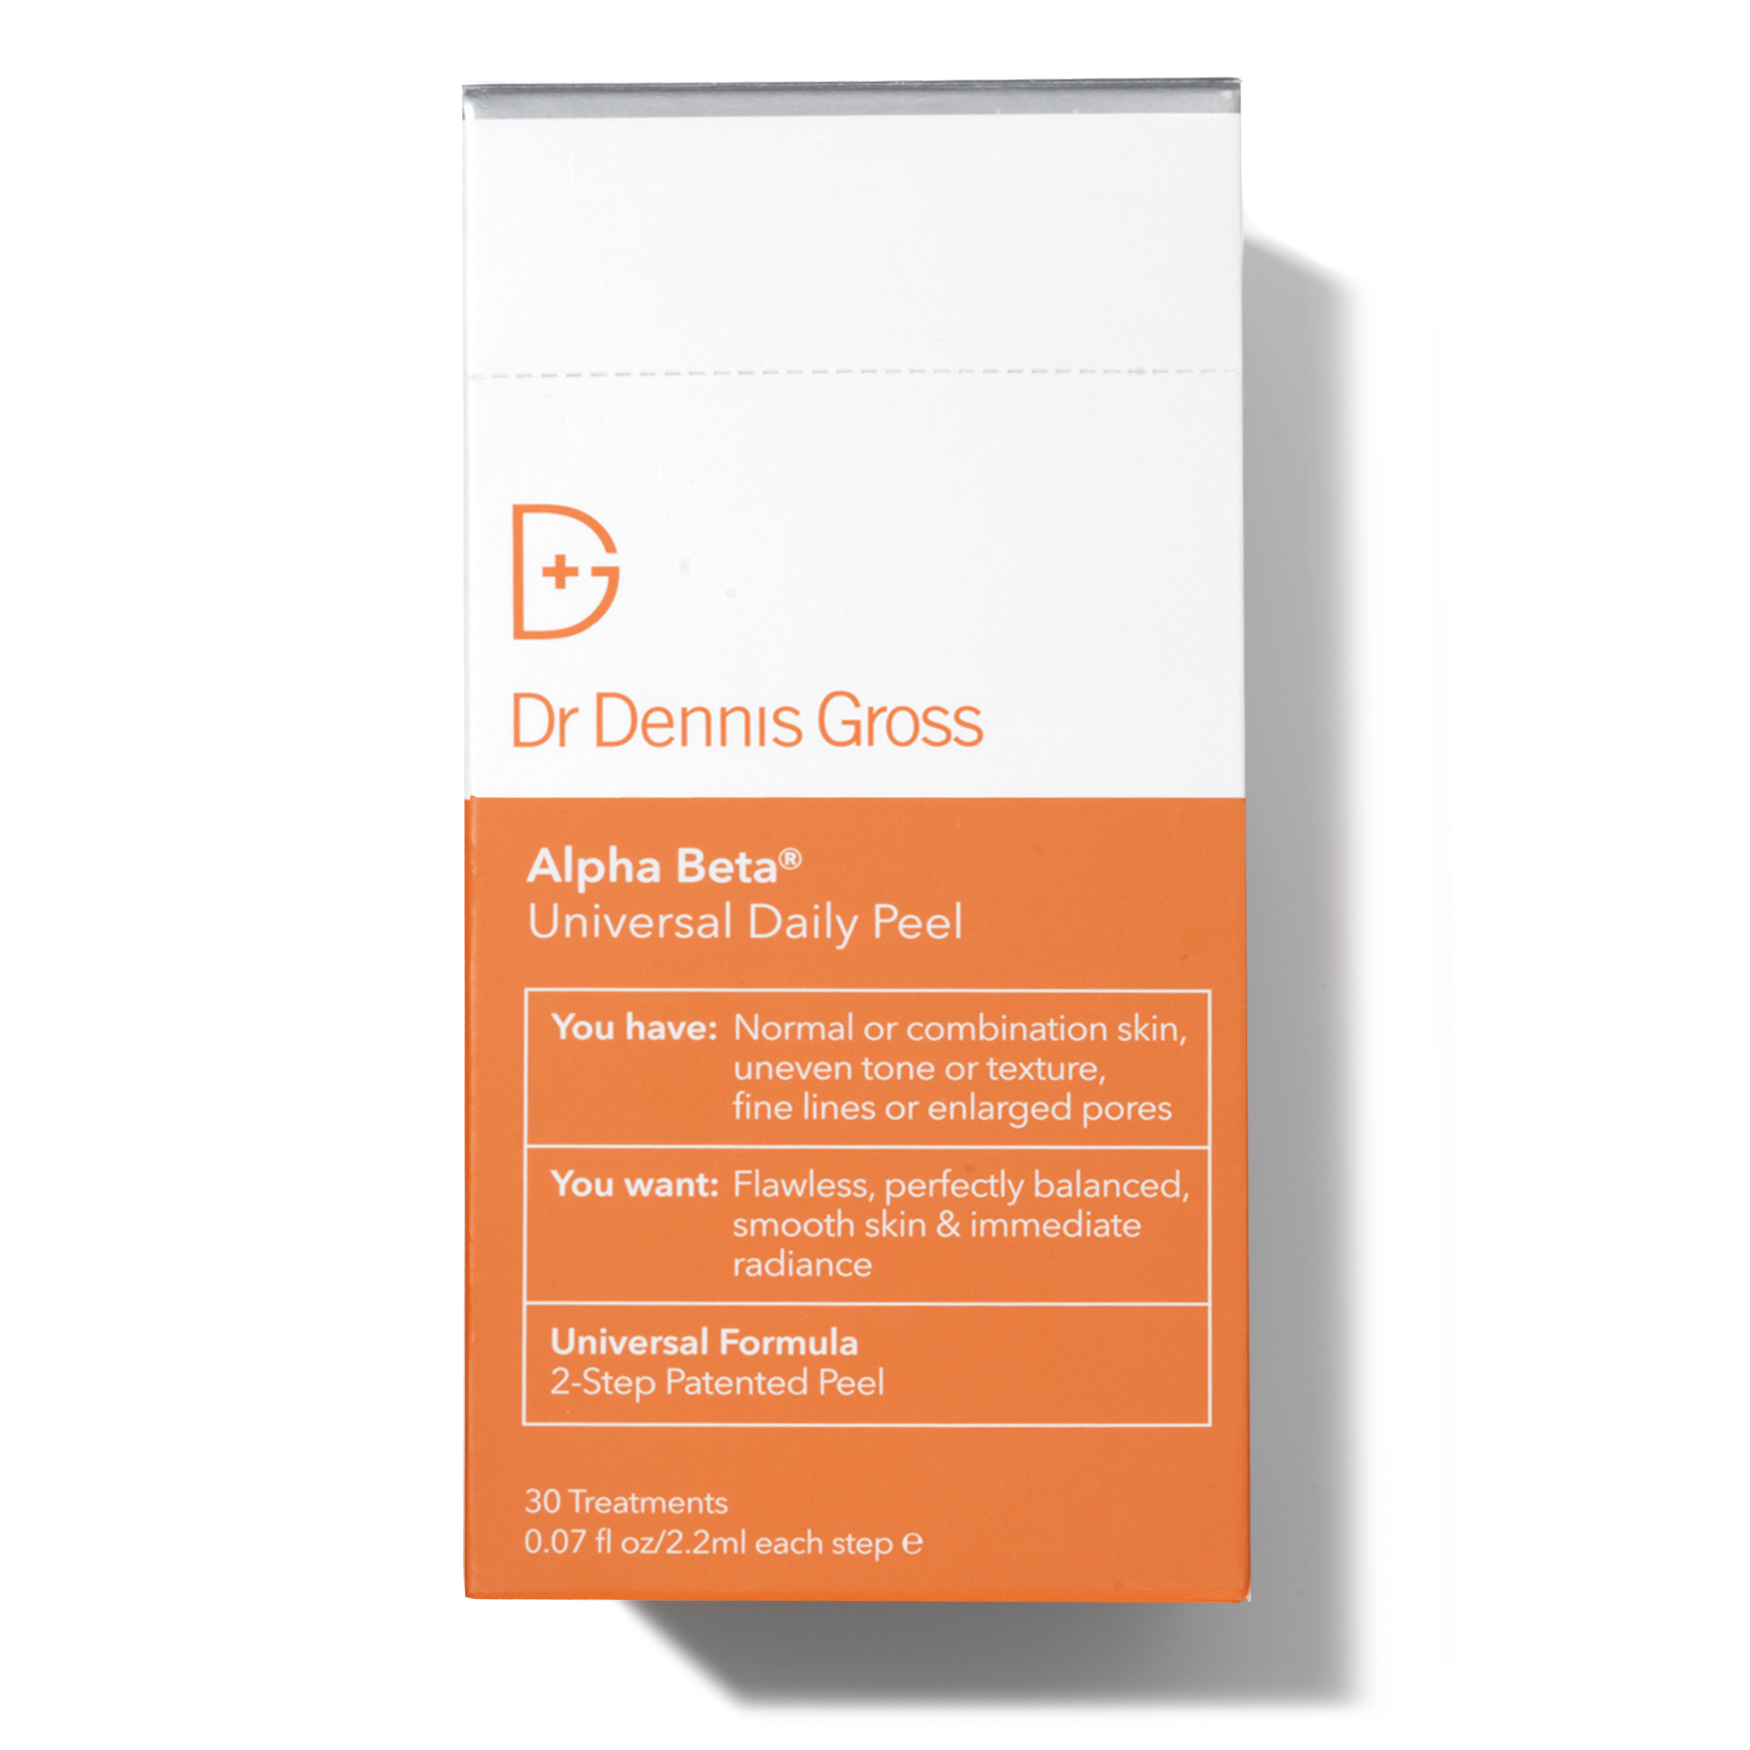 DG
Dr Dennis Gross
Alpha Beta®
Universal Daily Peel
You have: Normal or combination skin,
uneven tone or texture,
fine lines or enlarged pores
You want: Flawless, perfectly balanced,
smooth skin & immediate
radiance
Universal Formula
2-Step Patented Peel
30 Treatments
0.07 fl oz/2.2ml each step ℮